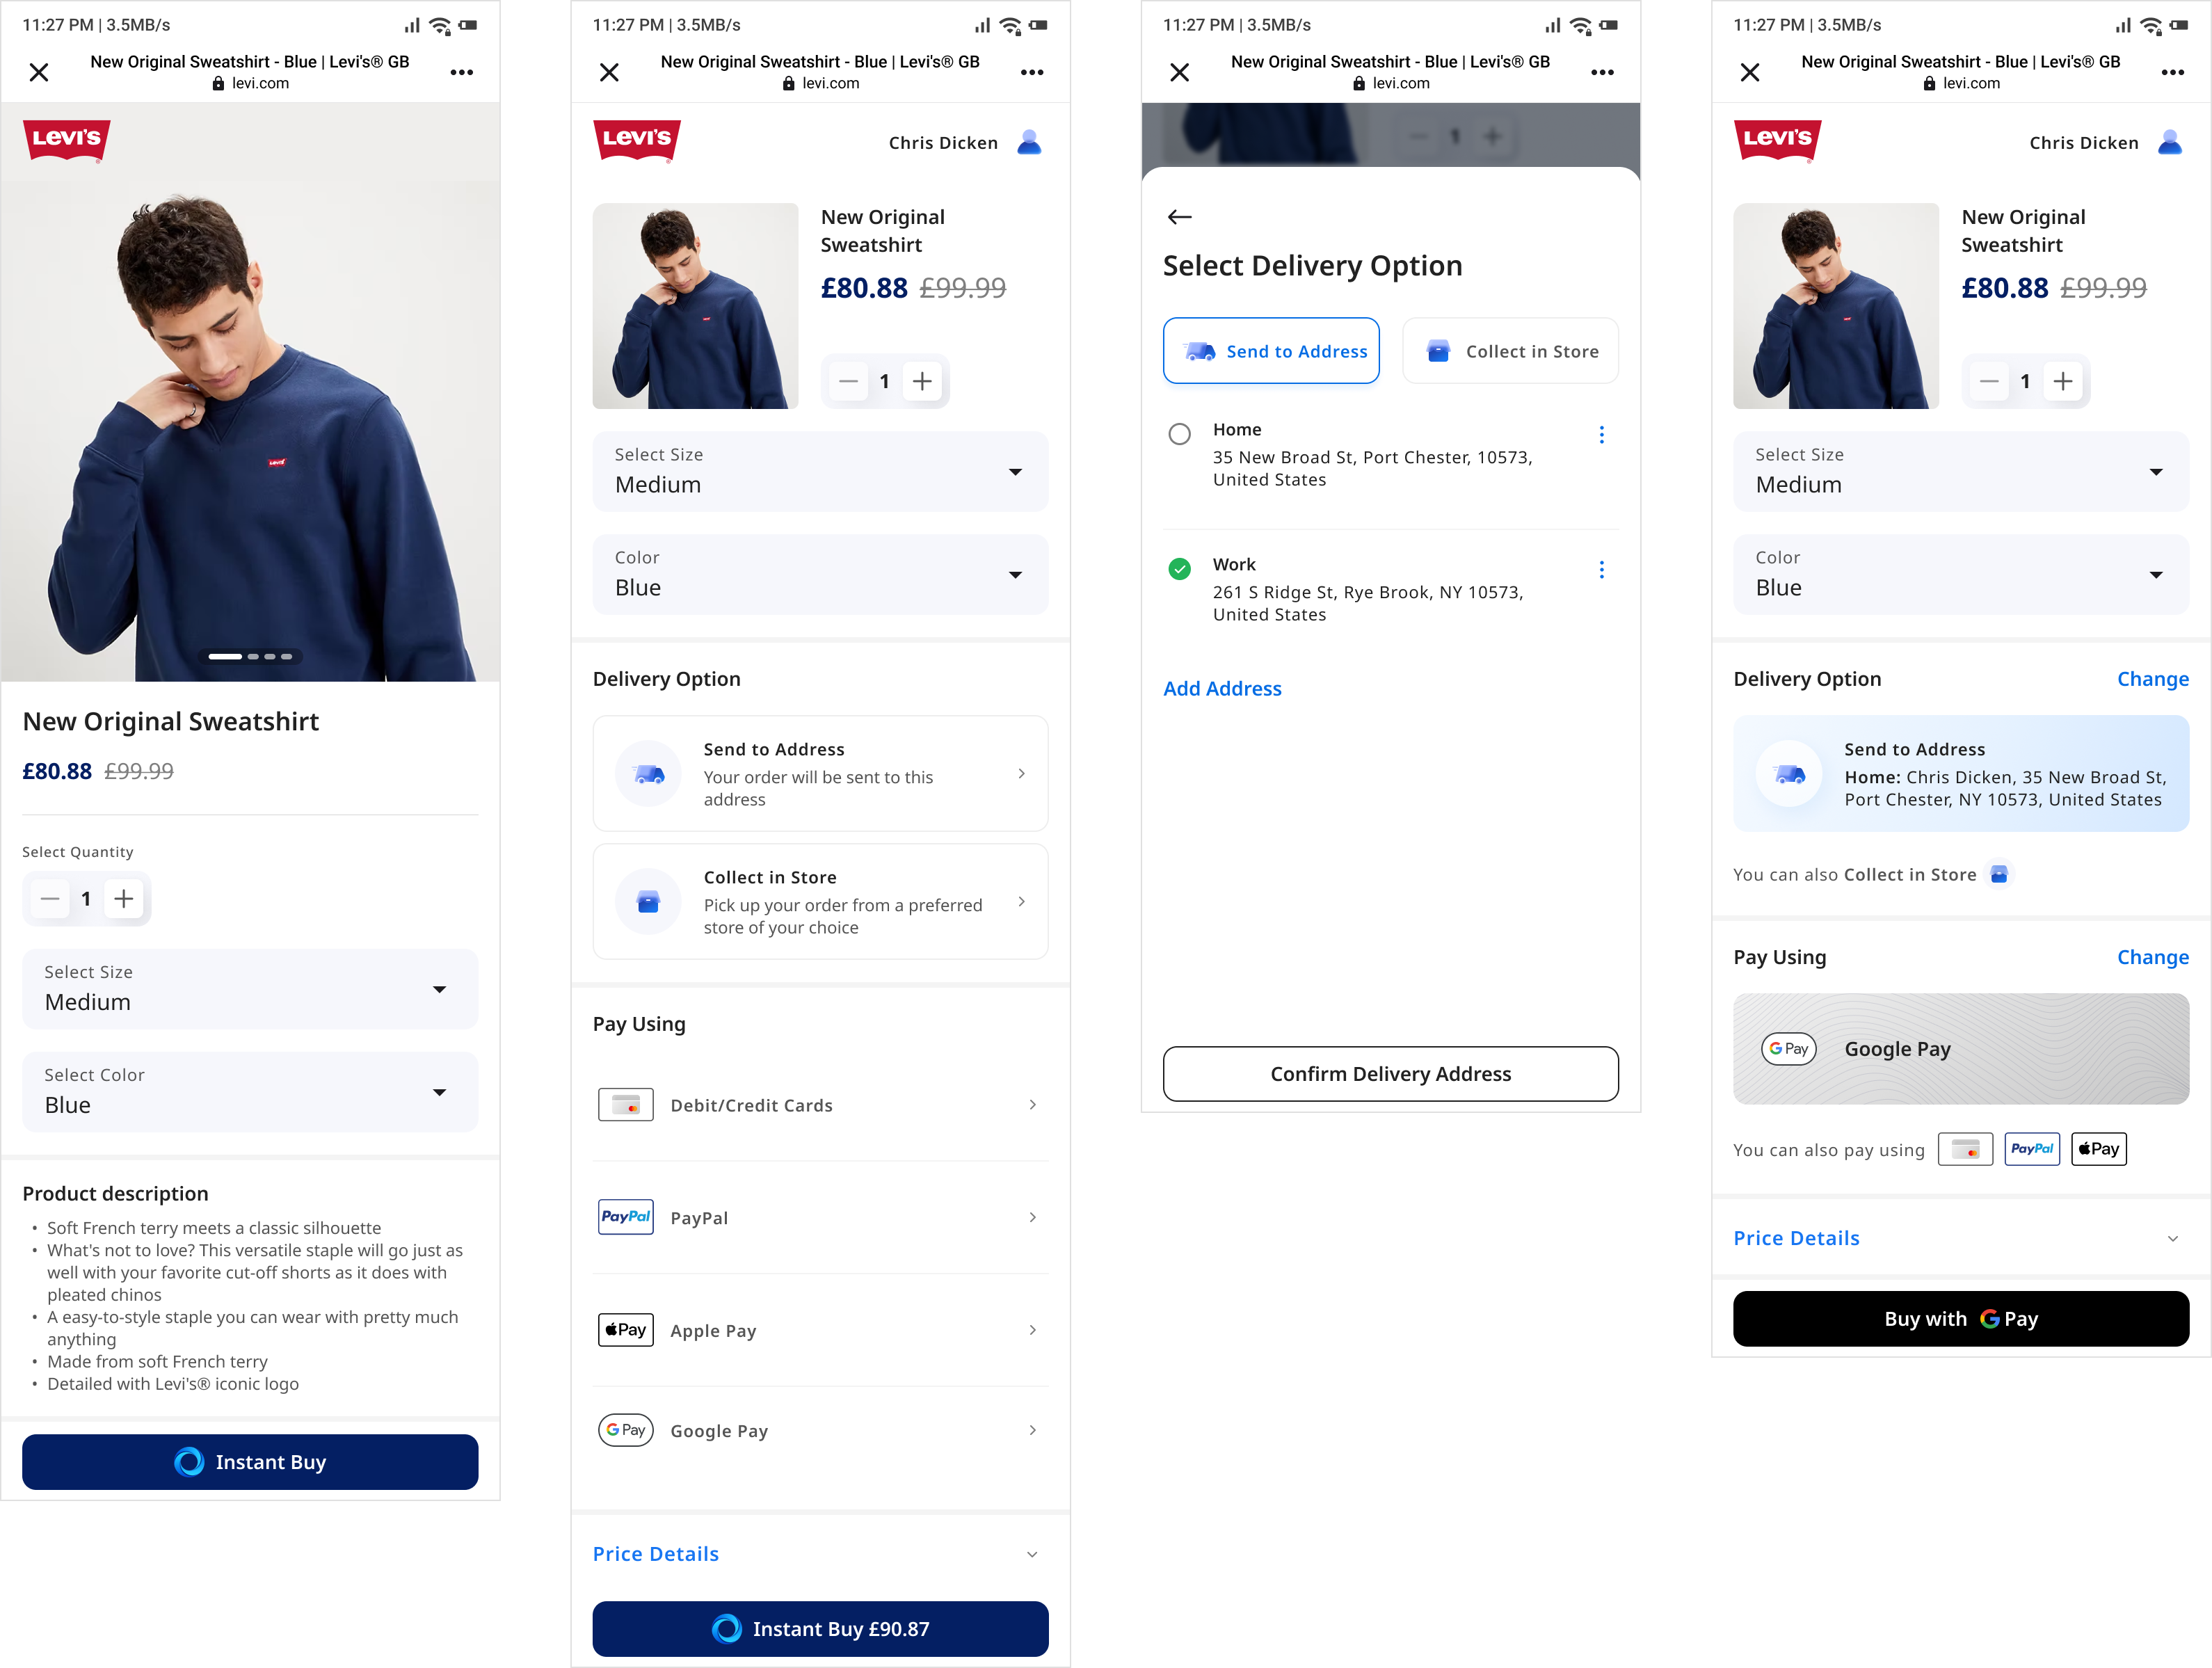 11:27 PM | 3.5MB/s
New Original Sweatshirt - Blue | Levi's® GB
levi.com
LEVI'S
LEVI'S
New Original Sweatshirt
£80.88 £99.99
Select Quantity
1
Select Size
Medium
Select Color
Blue
Product description
• Soft French terry meets a classic silhouette
• What's not to love? This versatile staple will go just as
well with your favorite cut-off shorts as it does with
pleated chinos
• A easy-to-style staple you can wear with pretty much
anything
• Made from soft French terry
• Detailed with Levi's® iconic logo
Instant Buy
11:27 PM | 3.5MB/s
New Original Sweatshirt - Blue | Levi's® GB
levi.com
LEVI'S
Chris Dicken
New Original
Sweatshirt
£80.88 £99.99
1
Select Size
Medium
Color
Blue
Delivery Option
Send to Address
Your order will be sent to this
address
Collect in Store
Pick up your order from a preferred
store of your choice
Pay Using
Debit/Credit Cards
PayPal PayPal
Pay Apple Pay
G Pay Google Pay
Price Details
Instant Buy £90.87
11:27 PM | 3.5MB/s
New Original Sweatshirt - Blue | Levi's® GB
levi.com
1
Select Delivery Option
Send to Address
Collect in Store
Home
35 New Broad St, Port Chester, 10573,
United States
Work
261 S Ridge St, Rye Brook, NY 10573,
United States
Add Address
Confirm Delivery Address
11:27 PM | 3.5MB/s
New Original Sweatshirt - Blue | Levi's® GB
levi.com
LEVI'S
Chris Dicken
New Original
Sweatshirt
£80.88 £99.99
1
Select Size
Medium
Color
Blue
Delivery Option Change
Send to Address
Home: Chris Dicken, 35 New Broad St,
Port Chester, NY 10573, United States
You can also Collect in Store
Pay Using Change
G Pay Google Pay
You can also pay using PayPal Pay
Price Details
Buy with G Pay